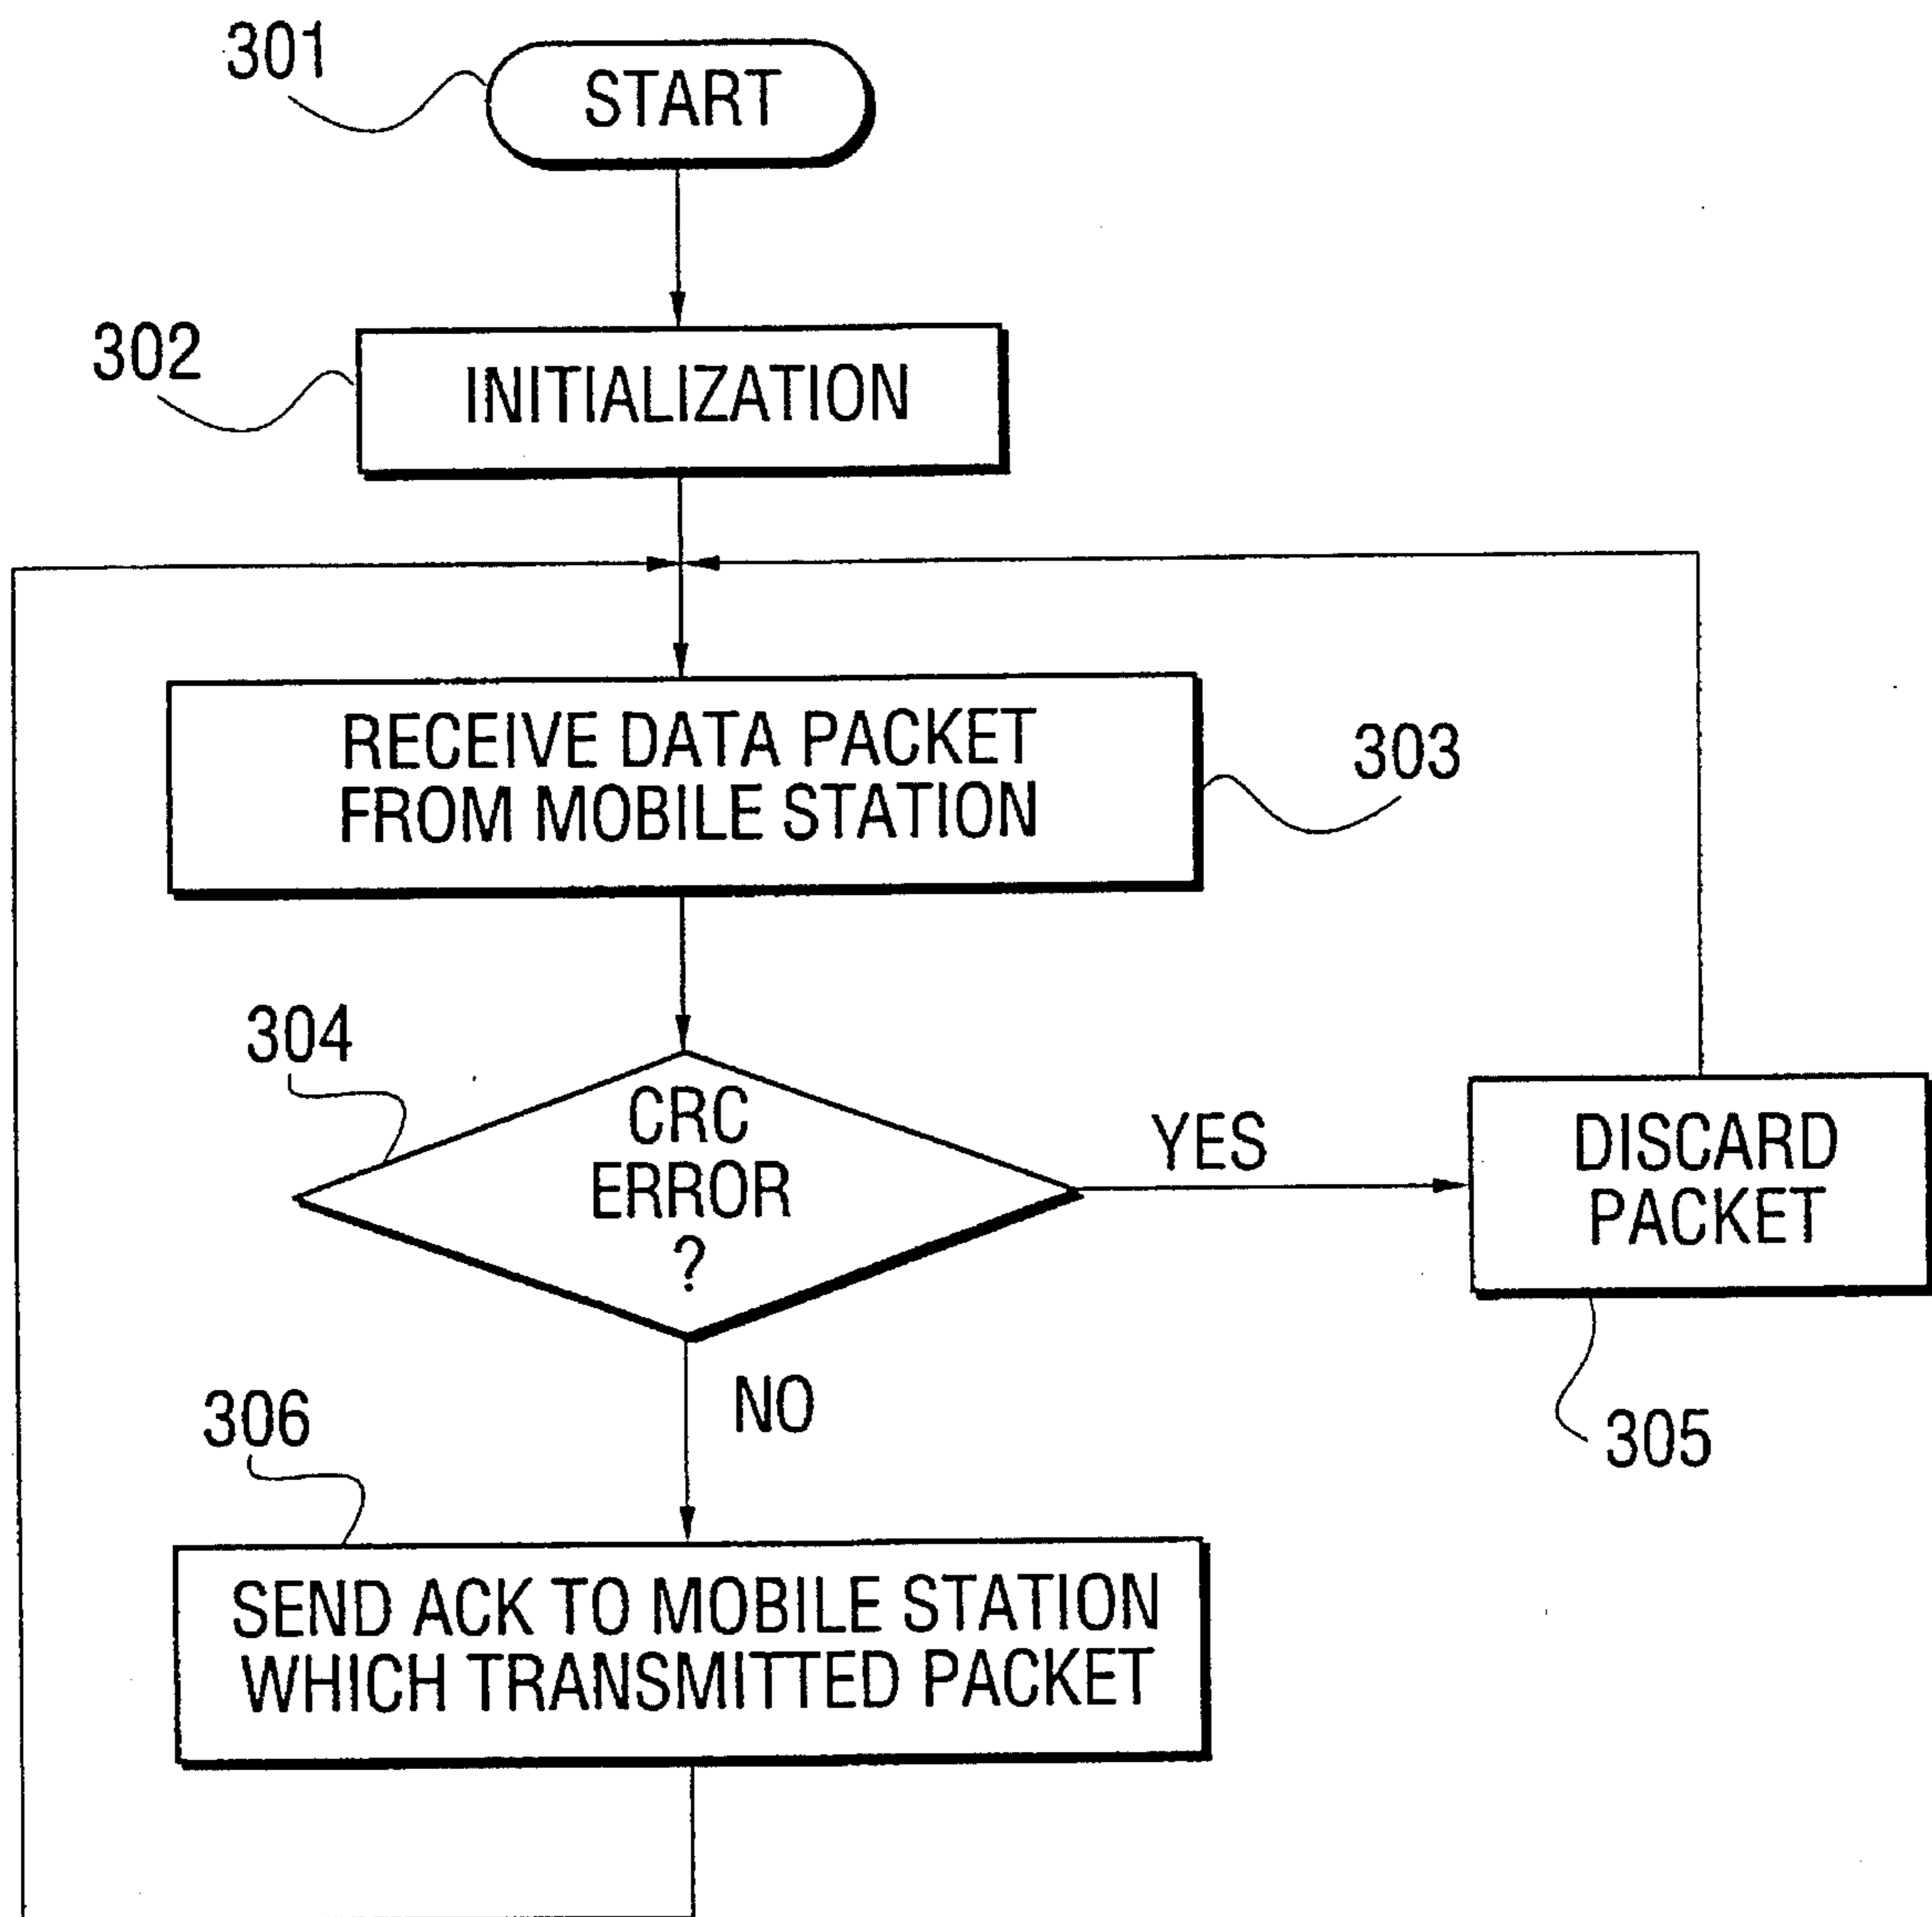 301
START
302
INITIALIZATION
RECEIVE DATA PACKET
FROM MOBILE STATION
303
304
CRC
ERROR
?
YES
DISCARD
PACKET
305
NO
306
SEND ACK TO MOBILE STATION
WHICH TRANSMITTED PACKET